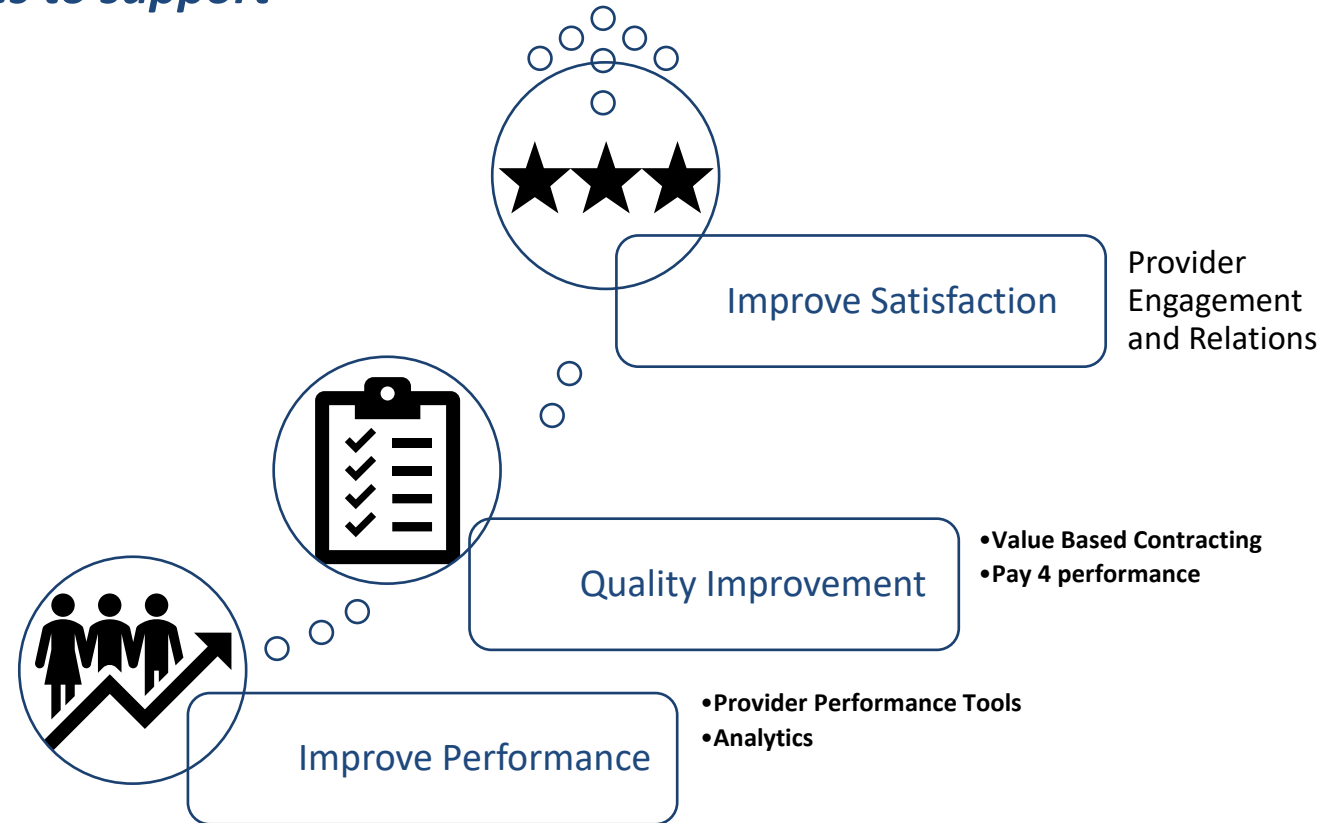 to support
Improve Satisfaction
Provider
Engagement
and Relations
Quality Improvement
•Value Based Contracting
•Pay 4 performance
Improve Performance
•Provider Performance Tools
•Analytics